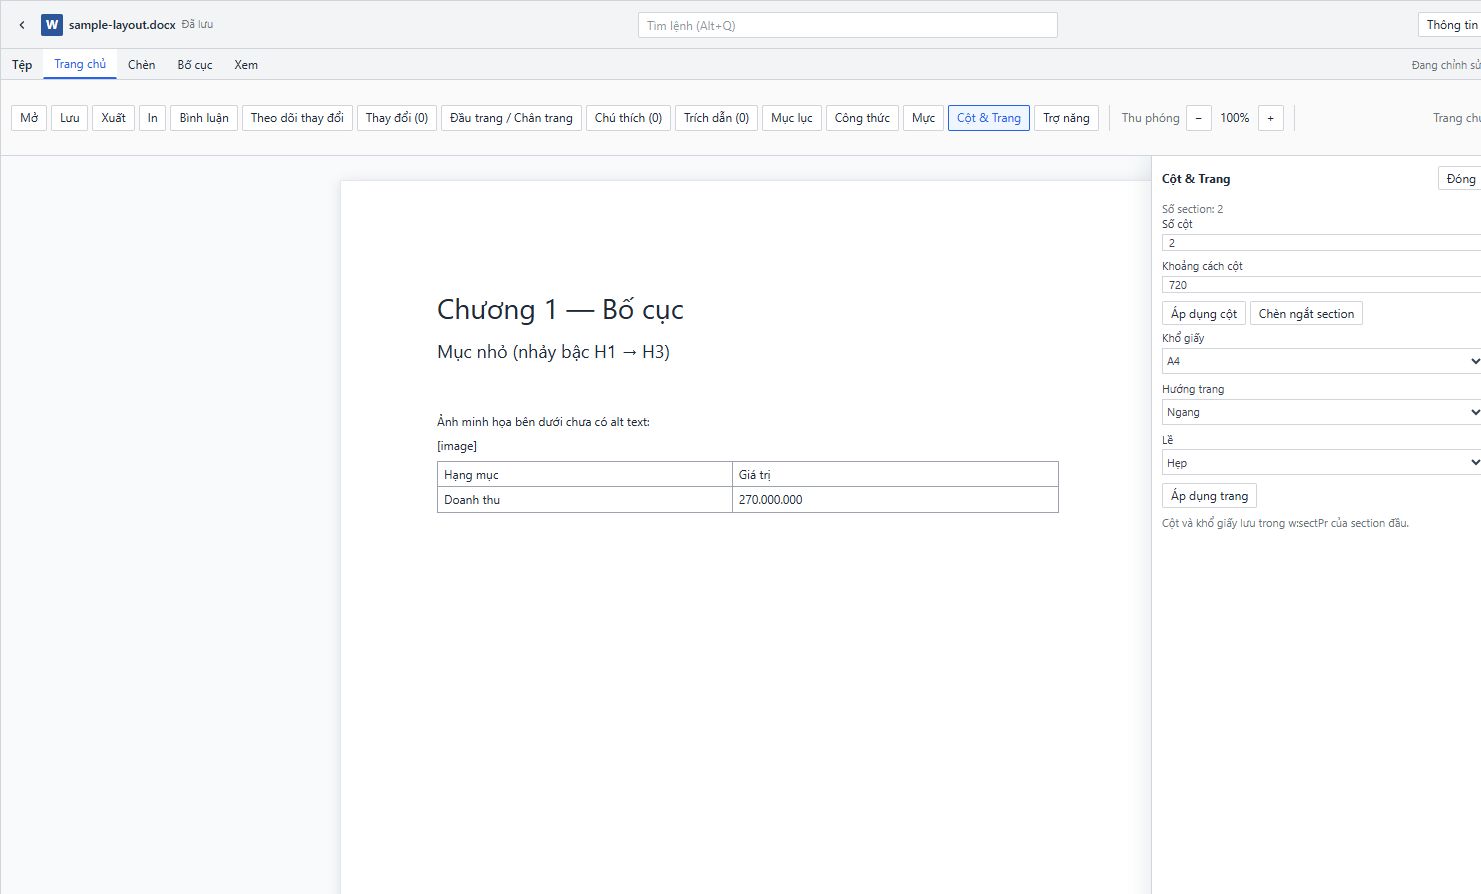 W sample-layout.docx Đã lưu
Tìm lệnh (Alt+Q)
Thông tin
Tệp Trang chủ Chèn Bố cục Xem
Đang chỉnh sử
Mở Lưu Xuất In Bình luận Theo dõi thay đổi Thay đổi (0) Đầu trang / Chân trang Chú thích (0) Trích dẫn (0) Mục lục Công thức Mực Cột & Trang Trợ năng Thu phóng − 100% + Trang chủ
Chương 1 — Bố cục
Mục nhỏ (nhảy bậc H1 → H3)
Ảnh minh họa bên dưới chưa có alt text:
[image]
Hạng mục Giá trị
Doanh thu 270.000.000
Cột & Trang Đóng
Số section: 2
Số cột
2
Khoảng cách cột
720
Áp dụng cột Chèn ngắt section
Khổ giấy
A4
Hướng trang
Ngang
Lề
Hẹp
Áp dụng trang
Cột và khổ giấy lưu trong w:sectPr của section đầu.